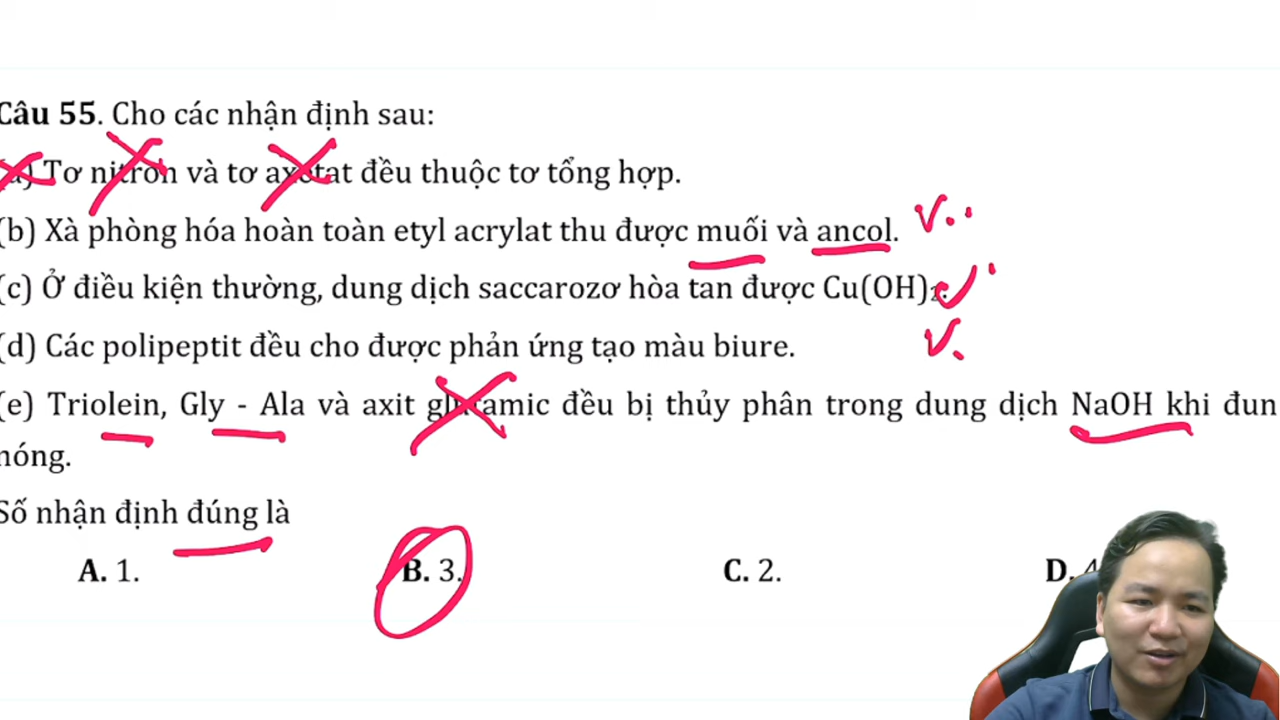 Câu 55. Cho các nhận định sau:
(a) Tơ nitron và tơ axetat đều thuộc tơ tổng hợp.
(b) Xà phòng hóa hoàn toàn etyl acrylat thu được muối và ancol.
(c) Ở điều kiện thường, dung dịch saccarozơ hòa tan được Cu(OH)₂.
(d) Các polipeptit đều cho được phản ứng tạo màu biure.
(e) Triolein, Gly - Ala và axit glutamic đều bị thủy phân trong dung dịch NaOH khi đun
nóng.
Số nhận định đúng là
A. 1. B. 3. C. 2. D.